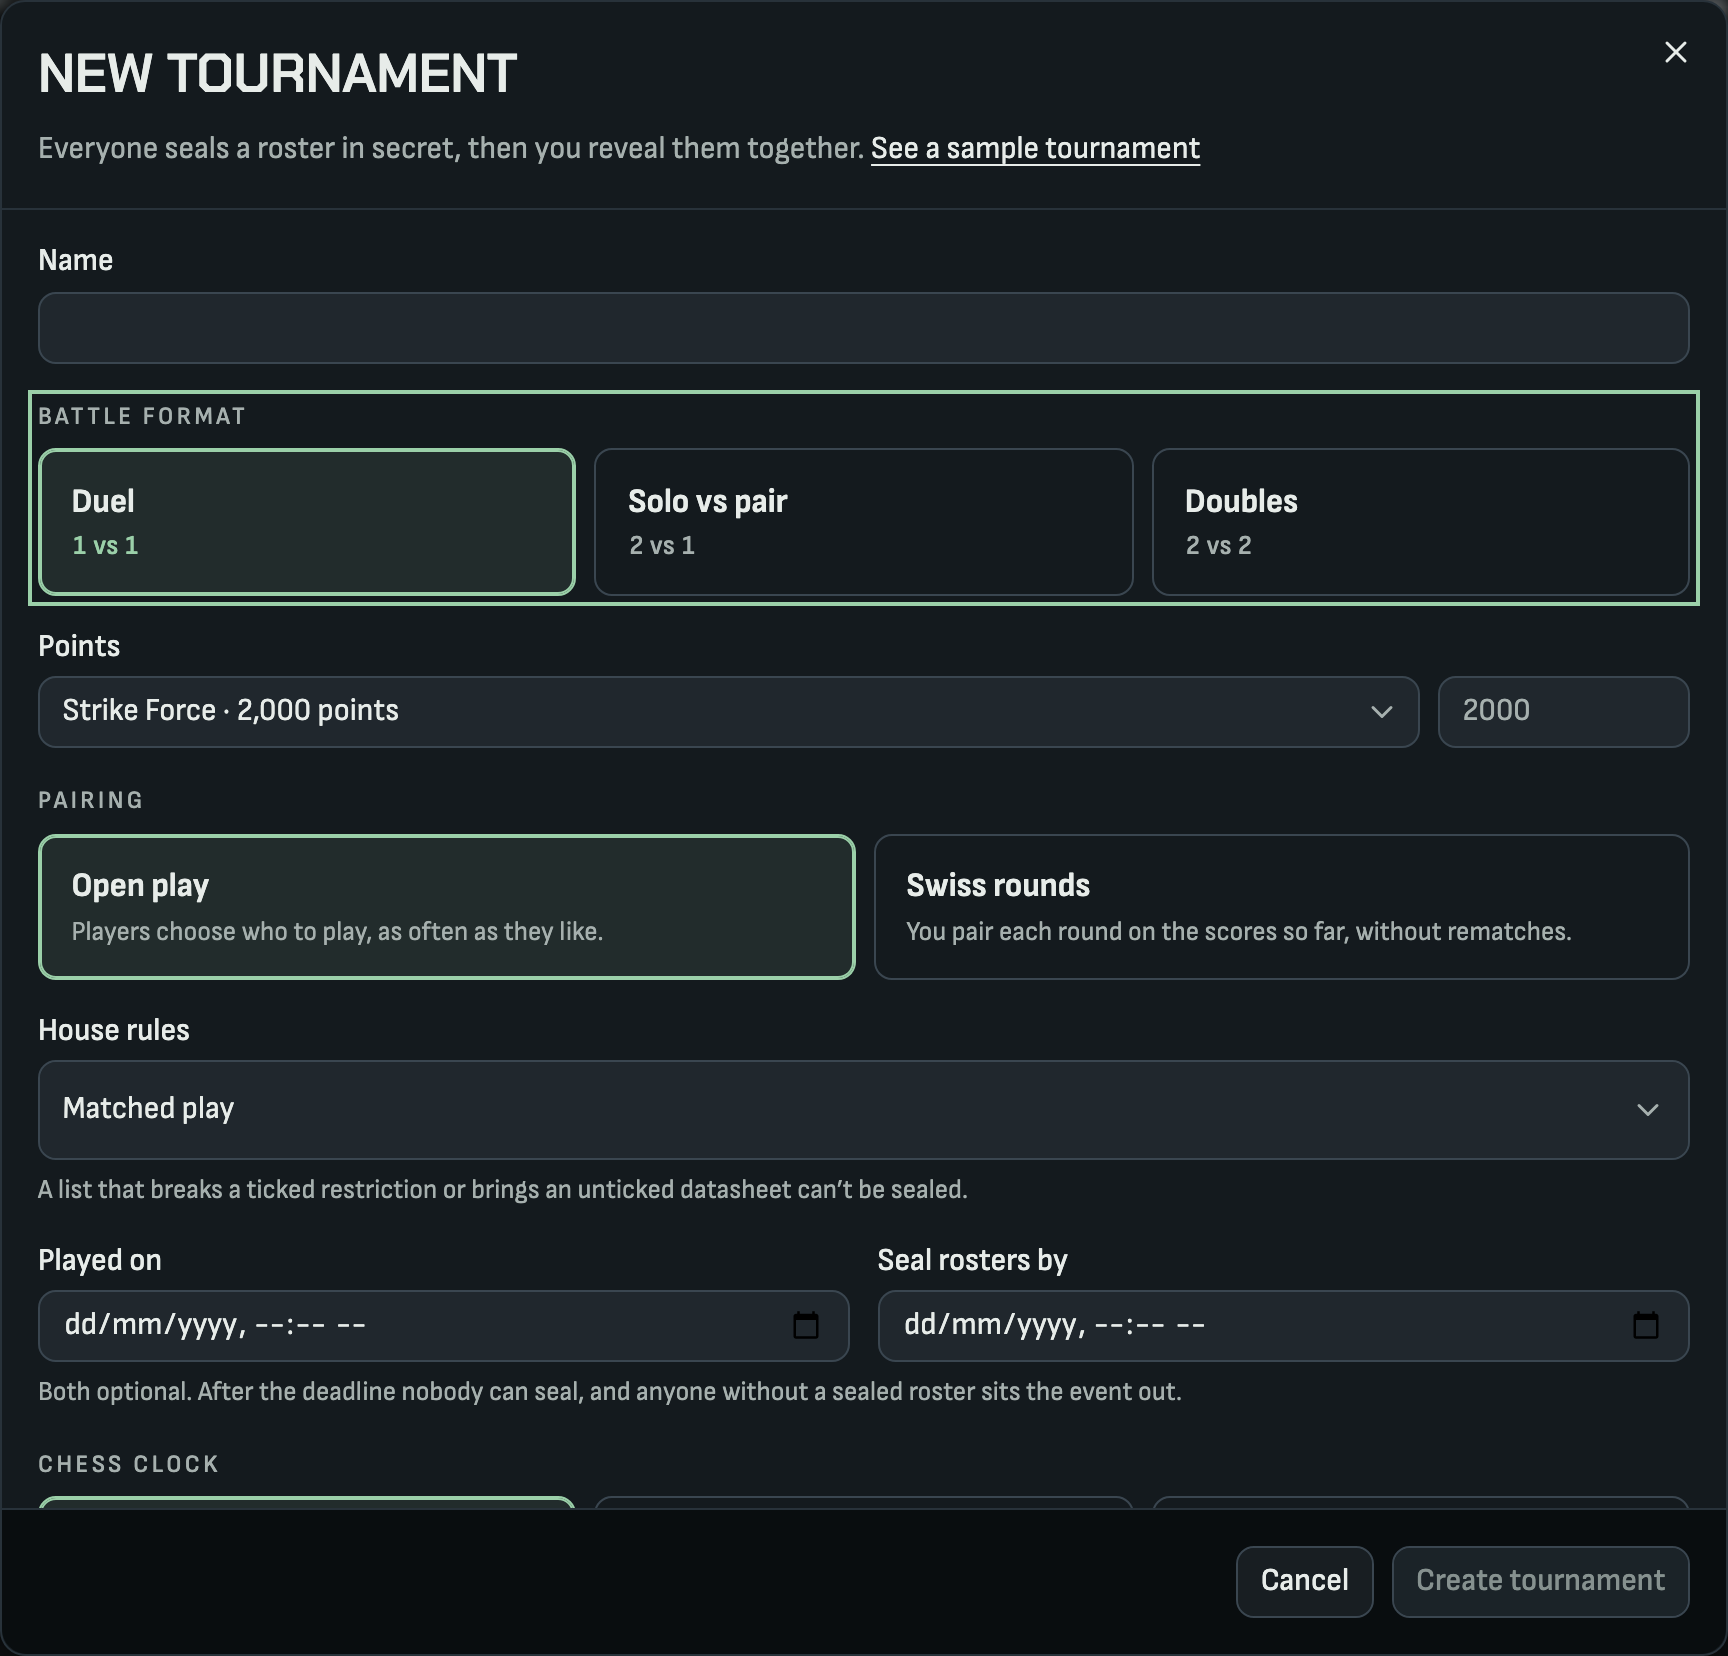 NEW TOURNAMENT
Everyone seals a roster in secret, then you reveal them together. See a sample tournament
Name
BATTLE FORMAT
Duel
1 vs 1
Solo vs pair
2 vs 1
Doubles
2 vs 2
Points
Strike Force · 2,000 points
2000
PAIRING
Open play
Players choose who to play, as often as they like.
Swiss rounds
You pair each round on the scores so far, without rematches.
House rules
Matched play
A list that breaks a ticked restriction or brings an unticked datasheet can’t be sealed.
Played on
dd/mm/yyyy, --:-- --
Seal rosters by
dd/mm/yyyy, --:-- --
Both optional. After the deadline nobody can seal, and anyone without a sealed roster sits the event out.
CHESS CLOCK
Cancel
Create tournament